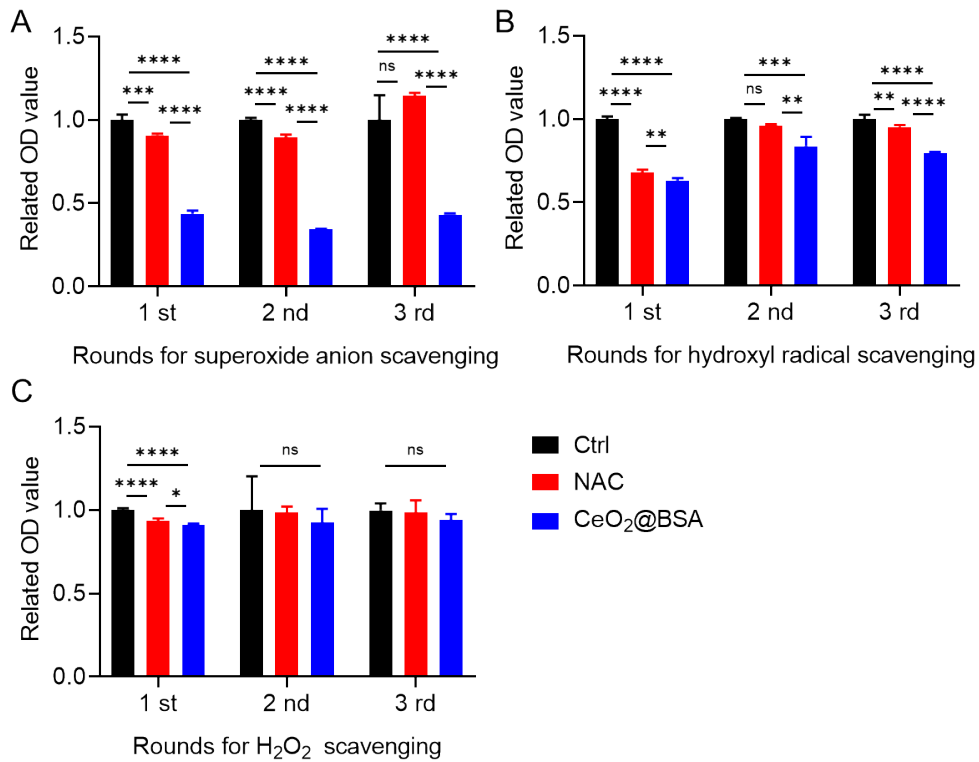 A
Related OD value
1.5
1.0
0.5
0.0
****
***
****
****
****
****
****
ns
****
1 st
2 nd
3 rd
Rounds for superoxide anion scavenging
B
Related OD value
1.5
1.0
0.5
0.0
****
****
**
***
ns
**
****
**
****
1 st
2 nd
3 rd
Rounds for hydroxyl radical scavenging
C
Related OD value
1.5
1.0
0.5
0.0
****
****
*
ns
ns
1 st
2 nd
3 rd
Rounds for H₂O₂ scavenging
Ctrl
NAC
CeO₂@BSA